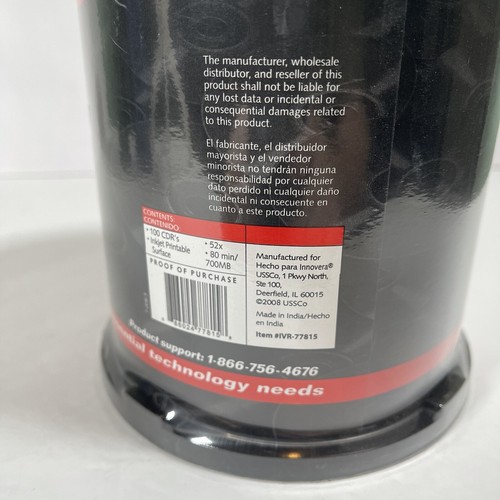 The manufacturer, wholesale
distributor, and reseller of this
product shall not be liable for
any lost data or incidental or
consequential damages related
to this product.
El fabricante, el distribuidor
mayorista y el vendedor
minorista no tendrán ninguna
responsabilidad por cualquier
dato perdido ni cualquier daño
incidental ni consecuente en
cuanto a este producto.
CONTENTS:
CONTENIDO:
• 100 CDR's
• Inkjet Printable
Surface
• 52x
• 80 min/
700MB
PROOF OF PURCHASE
Manufactured for
Hecho para Innovera®
USSCo, 1 Pkwy North,
Ste 100,
Deerfield, IL 60015
©2008 USSCo
Made in India/Hecho
en India
Item #IVR-77815
Product support: 1-866-756-4676
technology needs